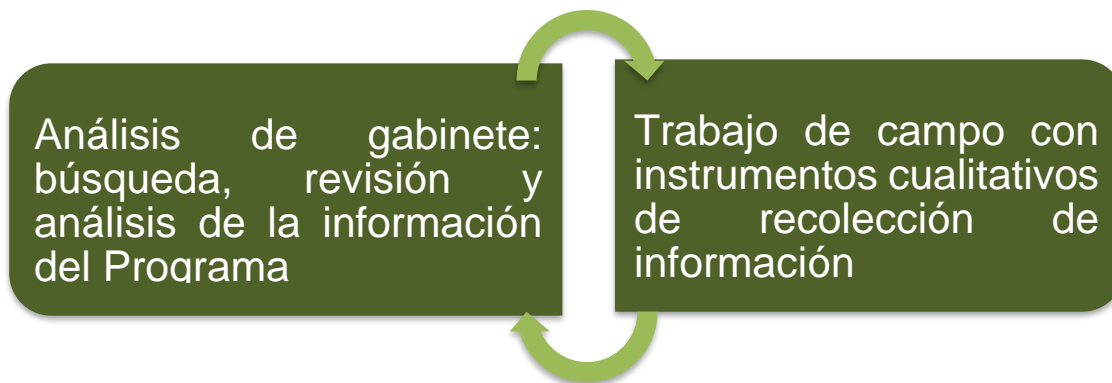 Análisis de gabinete:
búsqueda, revisión y
análisis de la información
del Programa
Trabajo de campo con
instrumentos cualitativos
de recolección de
información